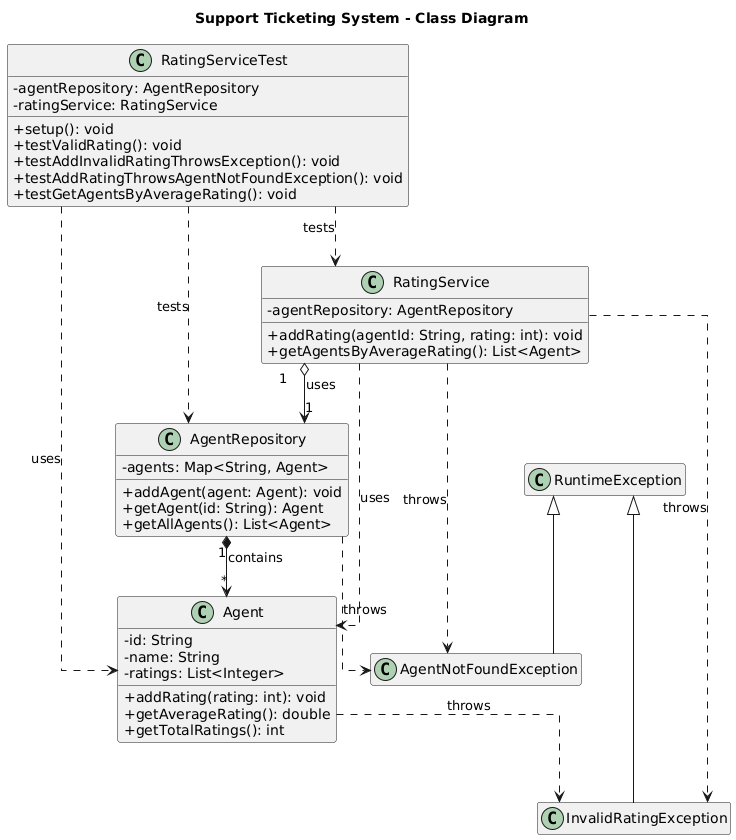 Support Ticketing System - Class Diagram
C RatingServiceTest
-agentRepository: AgentRepository
-ratingService: RatingService
+setup(): void
+testValidRating(): void
+testAddInvalidRatingThrowsException(): void
+testAddRatingThrowsAgentNotFoundException(): void
+testGetAgentsByAverageRating(): void
tests
C RatingService
-agentRepository: AgentRepository
+addRating(agentId: String, rating: int): void
+getAgentsByAverageRating(): List<Agent>
tests
1
uses
1
C AgentRepository
-agents: Map<String, Agent>
+addAgent(agent: Agent): void
+getAgent(id: String): Agent
+getAllAgents(): List<Agent>
uses
uses
throws
C RuntimeException
throws
1
contains
*
throws
C Agent
-id: String
-name: String
-ratings: List<Integer>
+addRating(rating: int): void
+getAverageRating(): double
+getTotalRatings(): int
C AgentNotFoundException
throws
C InvalidRatingException